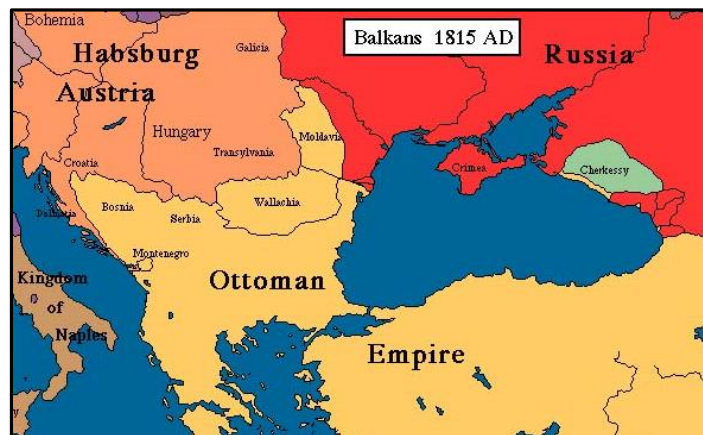 Balkans 1815 AD
Bohemia
Habsburg
Austria
Galicia
Russia
Hungary
Moldavia
Transylvania
Croatia
Crimea
Cherkessy
Wallachia
Bosnia
Serbia
Dalmatia
Montenegro
Ottoman
Empire
Kingdom
of
Naples